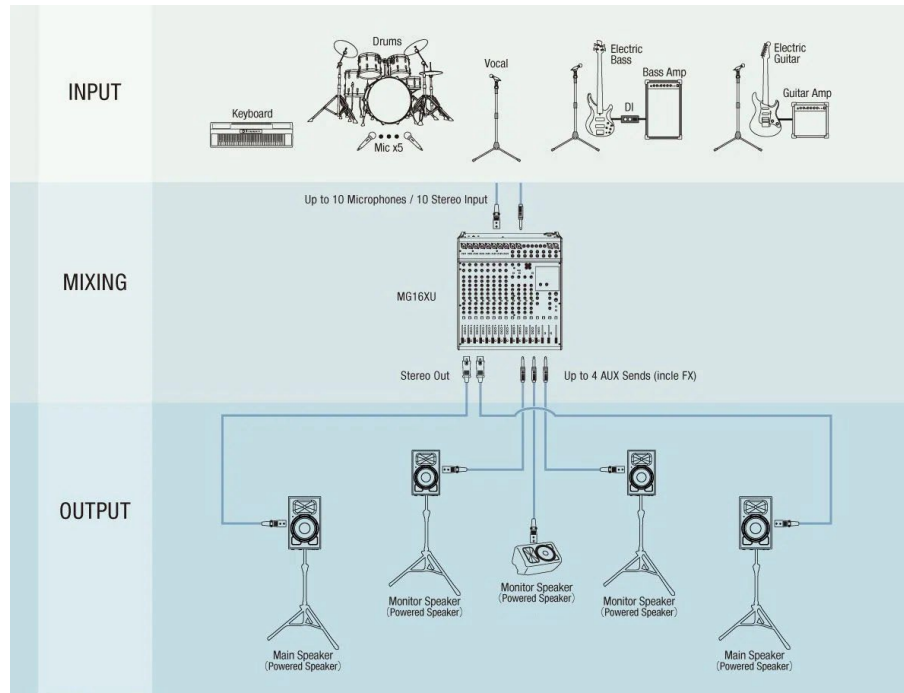 INPUT
Keyboard
Drums
Mic x5
Vocal
Electric
Bass
DI
Bass Amp
Electric
Guitar
Guitar Amp
MIXING
Up to 10 Microphones / 10 Stereo Input
MG16XU
Stereo Out
Up to 4 AUX Sends (incle FX)
OUTPUT
Main Speaker
(Powered Speaker)
Monitor Speaker
(Powered Speaker)
Monitor Speaker
(Powered Speaker)
Monitor Speaker
(Powered Speaker)
Main Speaker
(Powered Speaker)